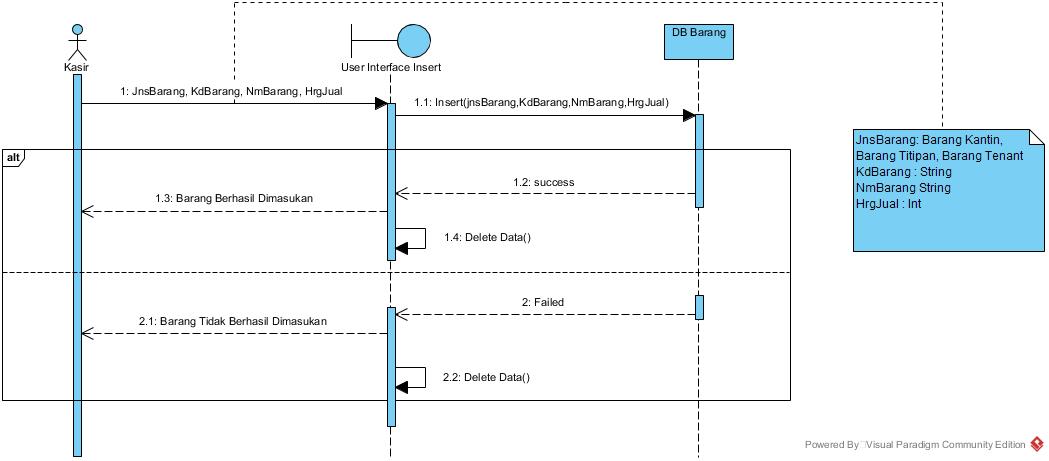 DB Barang
Kasir
User Interface Insert
1: JnsBarang, KdBarang, NmBarang, HrgJual
1.1: Insert(jnsBarang,KdBarang,NmBarang,HrgJual)
JnsBarang: Barang Kantin,
Barang Titipan, Barang Tenant
KdBarang : String
NmBarang String
HrgJual : Int
alt
1.2: success
1.3: Barang Berhasil Dimasukan
1.4: Delete Data()
2: Failed
2.1: Barang Tidak Berhasil Dimasukan
2.2: Delete Data()
Powered By Visual Paradigm Community Edition